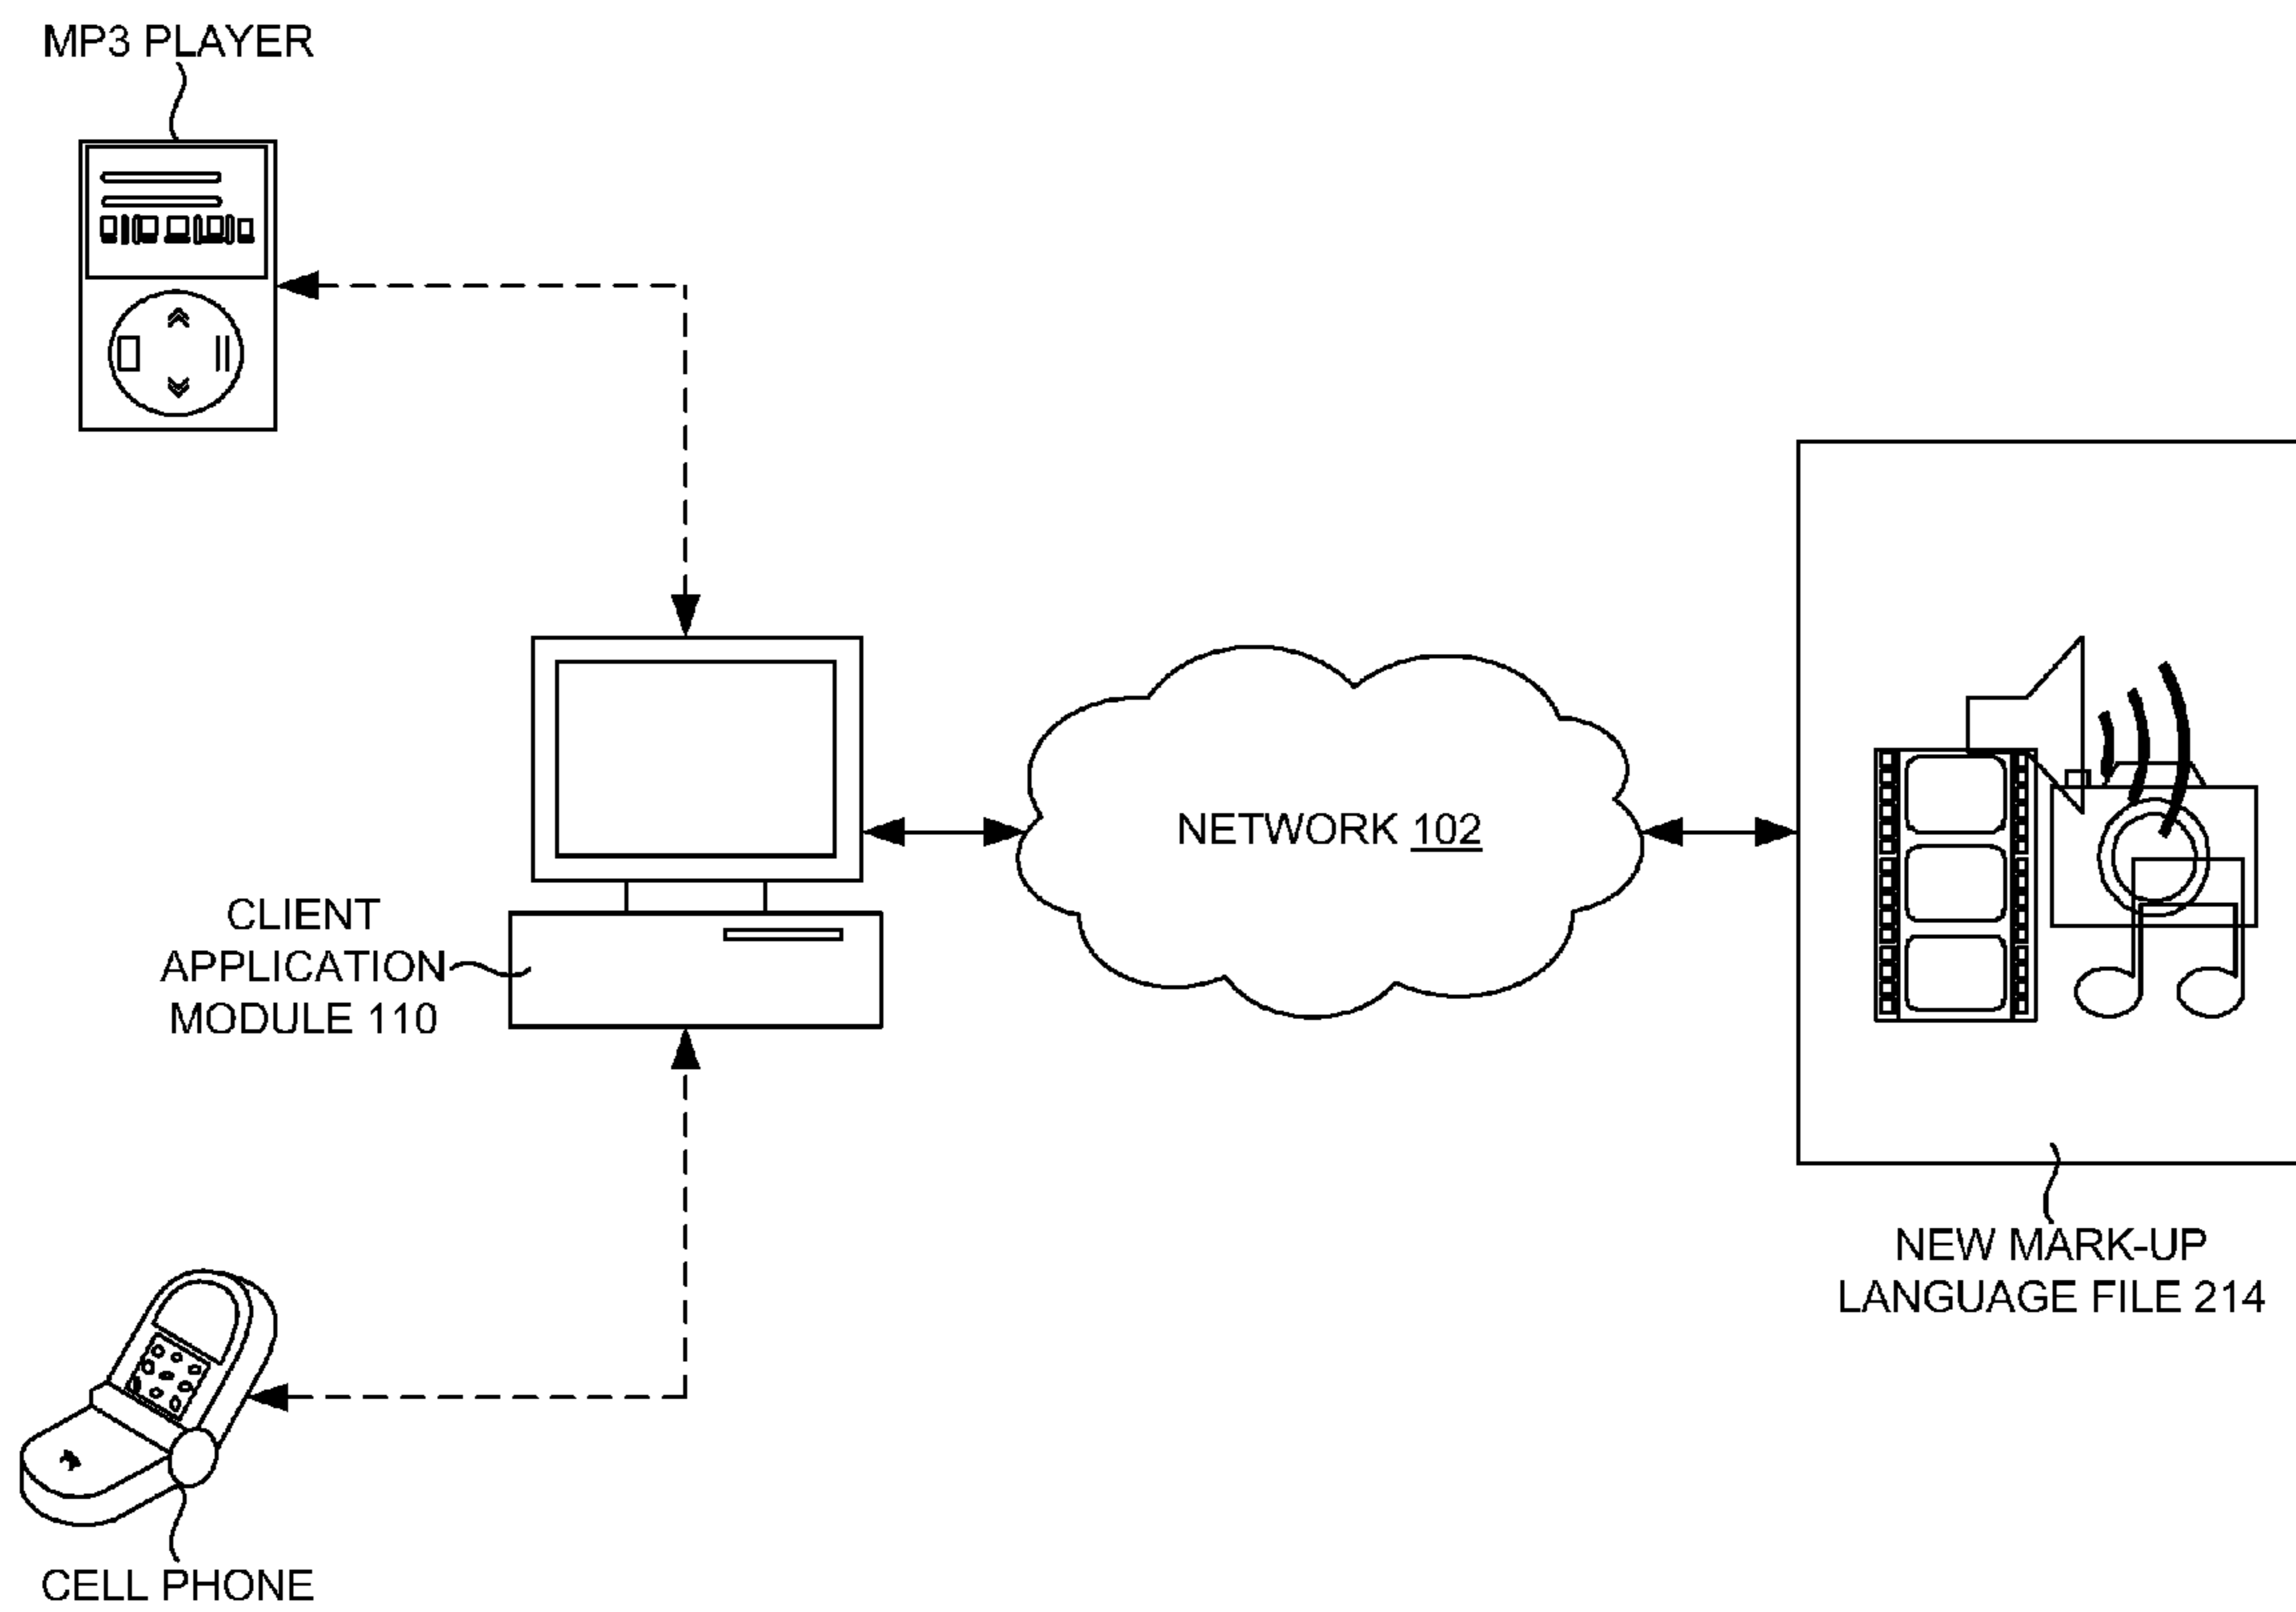 MP3 PLAYER
NETWORK 102
CLIENT
APPLICATION
MODULE 110
NEW MARK-UP
LANGUAGE FILE 214
CELL PHONE